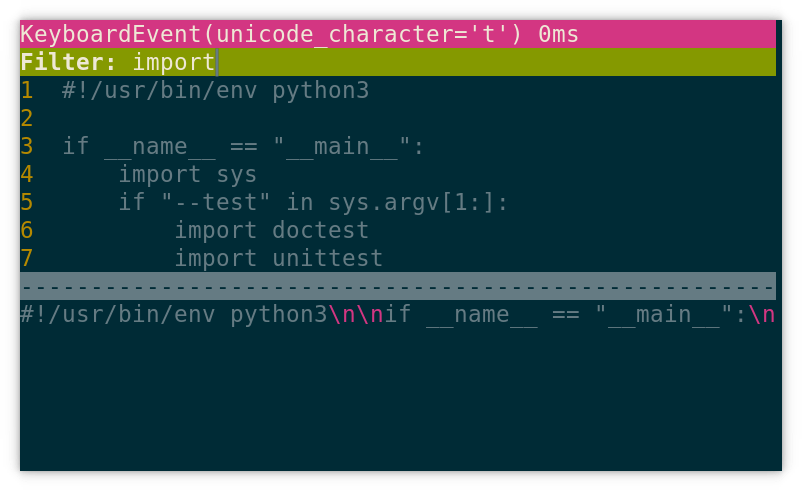 KeyboardEvent(unicode_character='t') 0ms
Filter: import
1  #!/usr/bin/env python3
2
3  if __name__ == "__main__":
4      import sys
5      if "--test" in sys.argv[1:]:
6          import doctest
7          import unittest
------------------------------------------------------
#!/usr/bin/env python3\n\nif __name__ == "__main__":\n